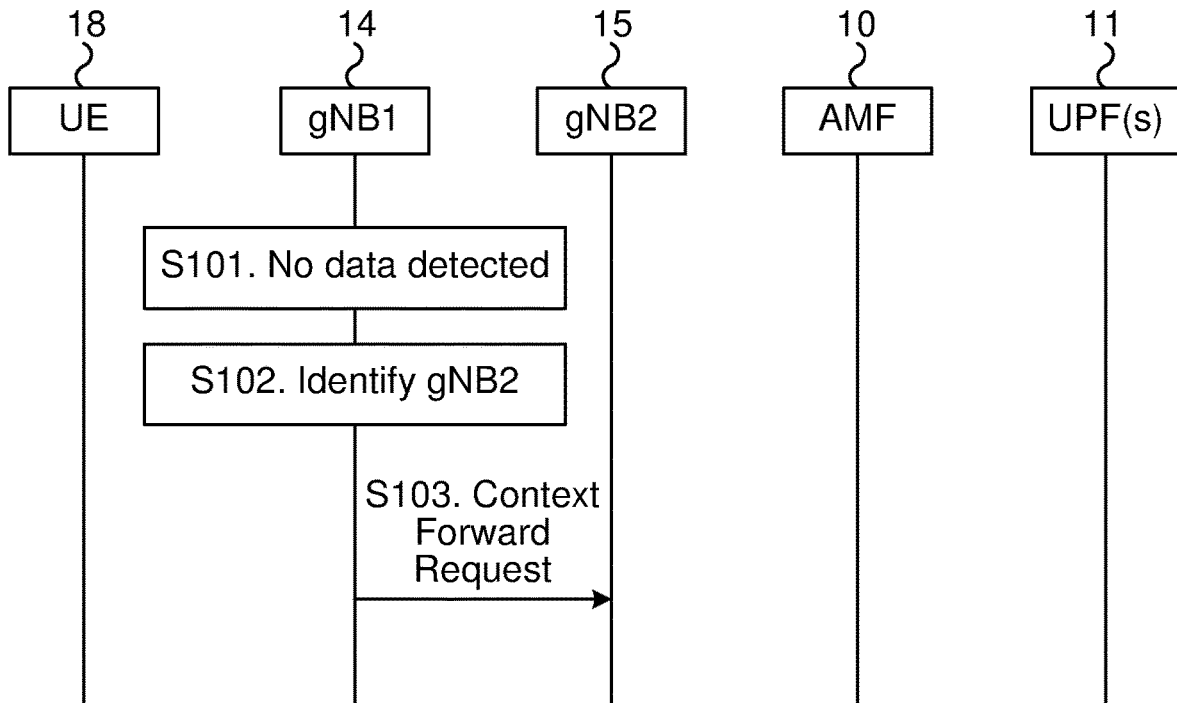 18 14 15 10 11
UE gNB1 gNB2 AMF UPF(s)
S101. No data detected
S102. Identify gNB2
S103. Context
Forward
Request